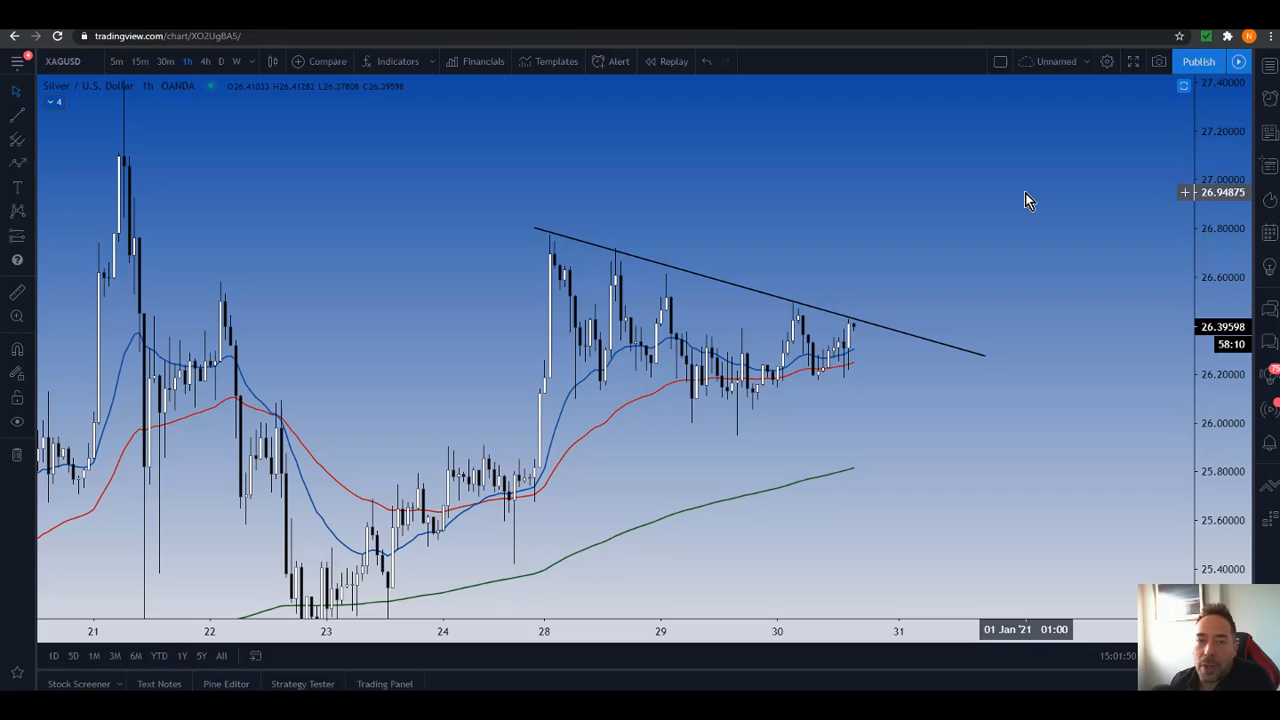 tradingview.com/chart/XO2UgBA5/
N
4
XAGUSD 5m 15m 30m 1h 4h D W Compare Indicators Financials Templates Alert Replay Unnamed Publish
Silver / U.S. Dollar 1h OANDA O26.41033 H26.41282 L26.37808 C26.39598
4
27.40000
27.20000
27.00000
26.94875
26.80000
26.60000
26.39598
58:10
26.20000
26.00000
25.80000
25.60000
25.40000
75
21 22 23 24 28 29 30 31 01 Jan '21 01:00
1D 5D 1M 3M 6M YTD 1Y 5Y All 15:01:50
Stock Screener Text Notes Pine Editor Strategy Tester Trading Panel